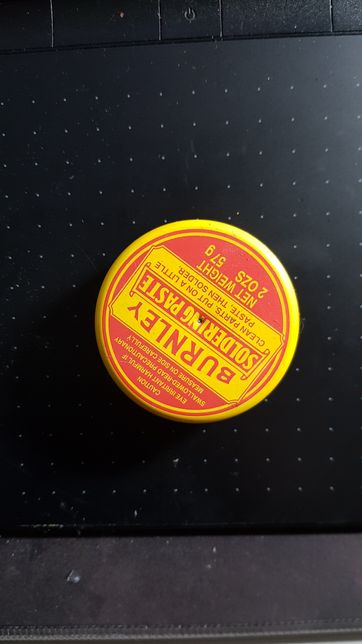 CAUTION HARMFUL IF
SWALLOWED-READ PRECAUTIONARY
EYE IRRITANT
MEASURE ON SIDE CAREFULLY
BURNLEY
SOLDERING PASTE
CLEAN PARTS PUT ON A LITTLE
PASTE THEN SOLDER
NET WEIGHT
2 OZS 57g